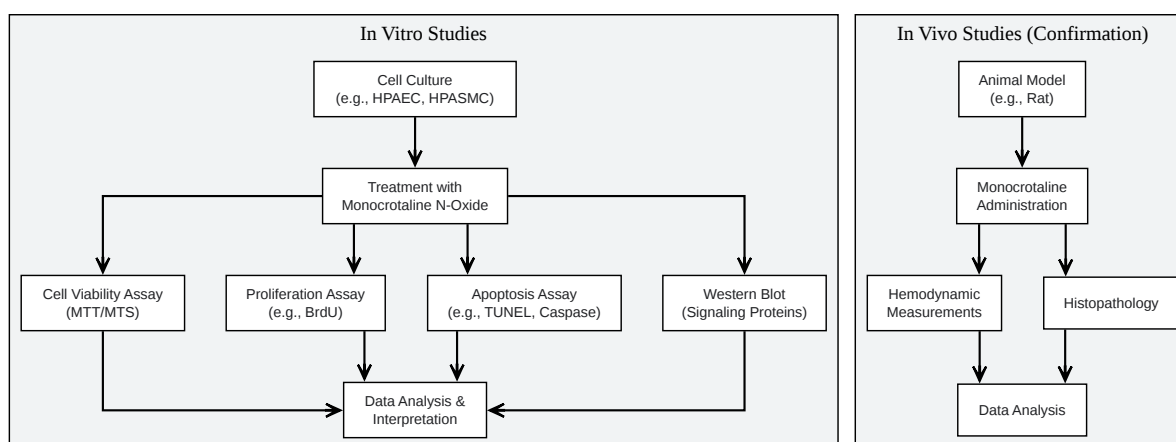 In Vitro Studies
Cell Culture
(e.g., HPAEC, HPASMC)
Treatment with
Monocrotaline N-Oxide
Cell Viability Assay
(MTT/MTS)
Proliferation Assay
(e.g., BrdU)
Apoptosis Assay
(e.g., TUNEL, Caspase)
Western Blot
(Signaling Proteins)
Data Analysis &
Interpretation
In Vivo Studies (Confirmation)
Animal Model
(e.g., Rat)
Monocrotaline
Administration
Hemodynamic
Measurements
Histopathology
Data Analysis